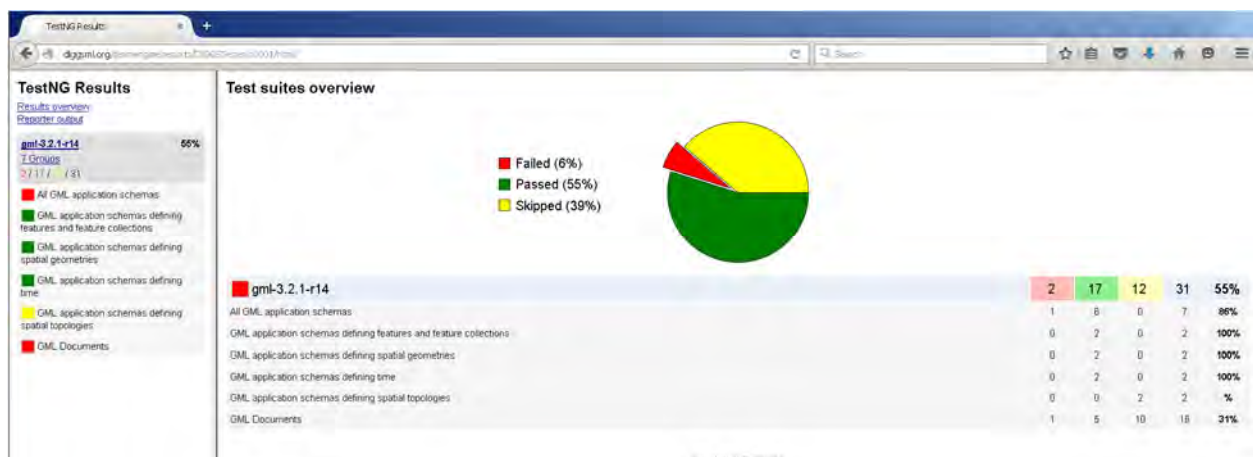 TestNG Results
diggsml.org
Search
TestNG Results
Results overview
Reporter output
gml-3.2.1-r14 55%
7 Groups
2 / 17 / / 31
All GML application schemas
GML application schemas defining
features and feature collections
GML application schemas defining
spatial geometries
GML application schemas defining
time
GML application schemas defining
spatial topologies
GML Documents
Test suites overview
Failed (6%)
Passed (55%)
Skipped (39%)
gml-3.2.1-r14 2 17 12 31 55%
All GML application schemas 1 6 0 7 86%
GML application schemas defining features and feature collections 0 2 0 2 100%
GML application schemas defining spatial geometries 0 2 0 2 100%
GML application schemas defining time 0 2 0 2 100%
GML application schemas defining spatial topologies 0 0 2 2 %
GML Documents 1 5 10 16 31%